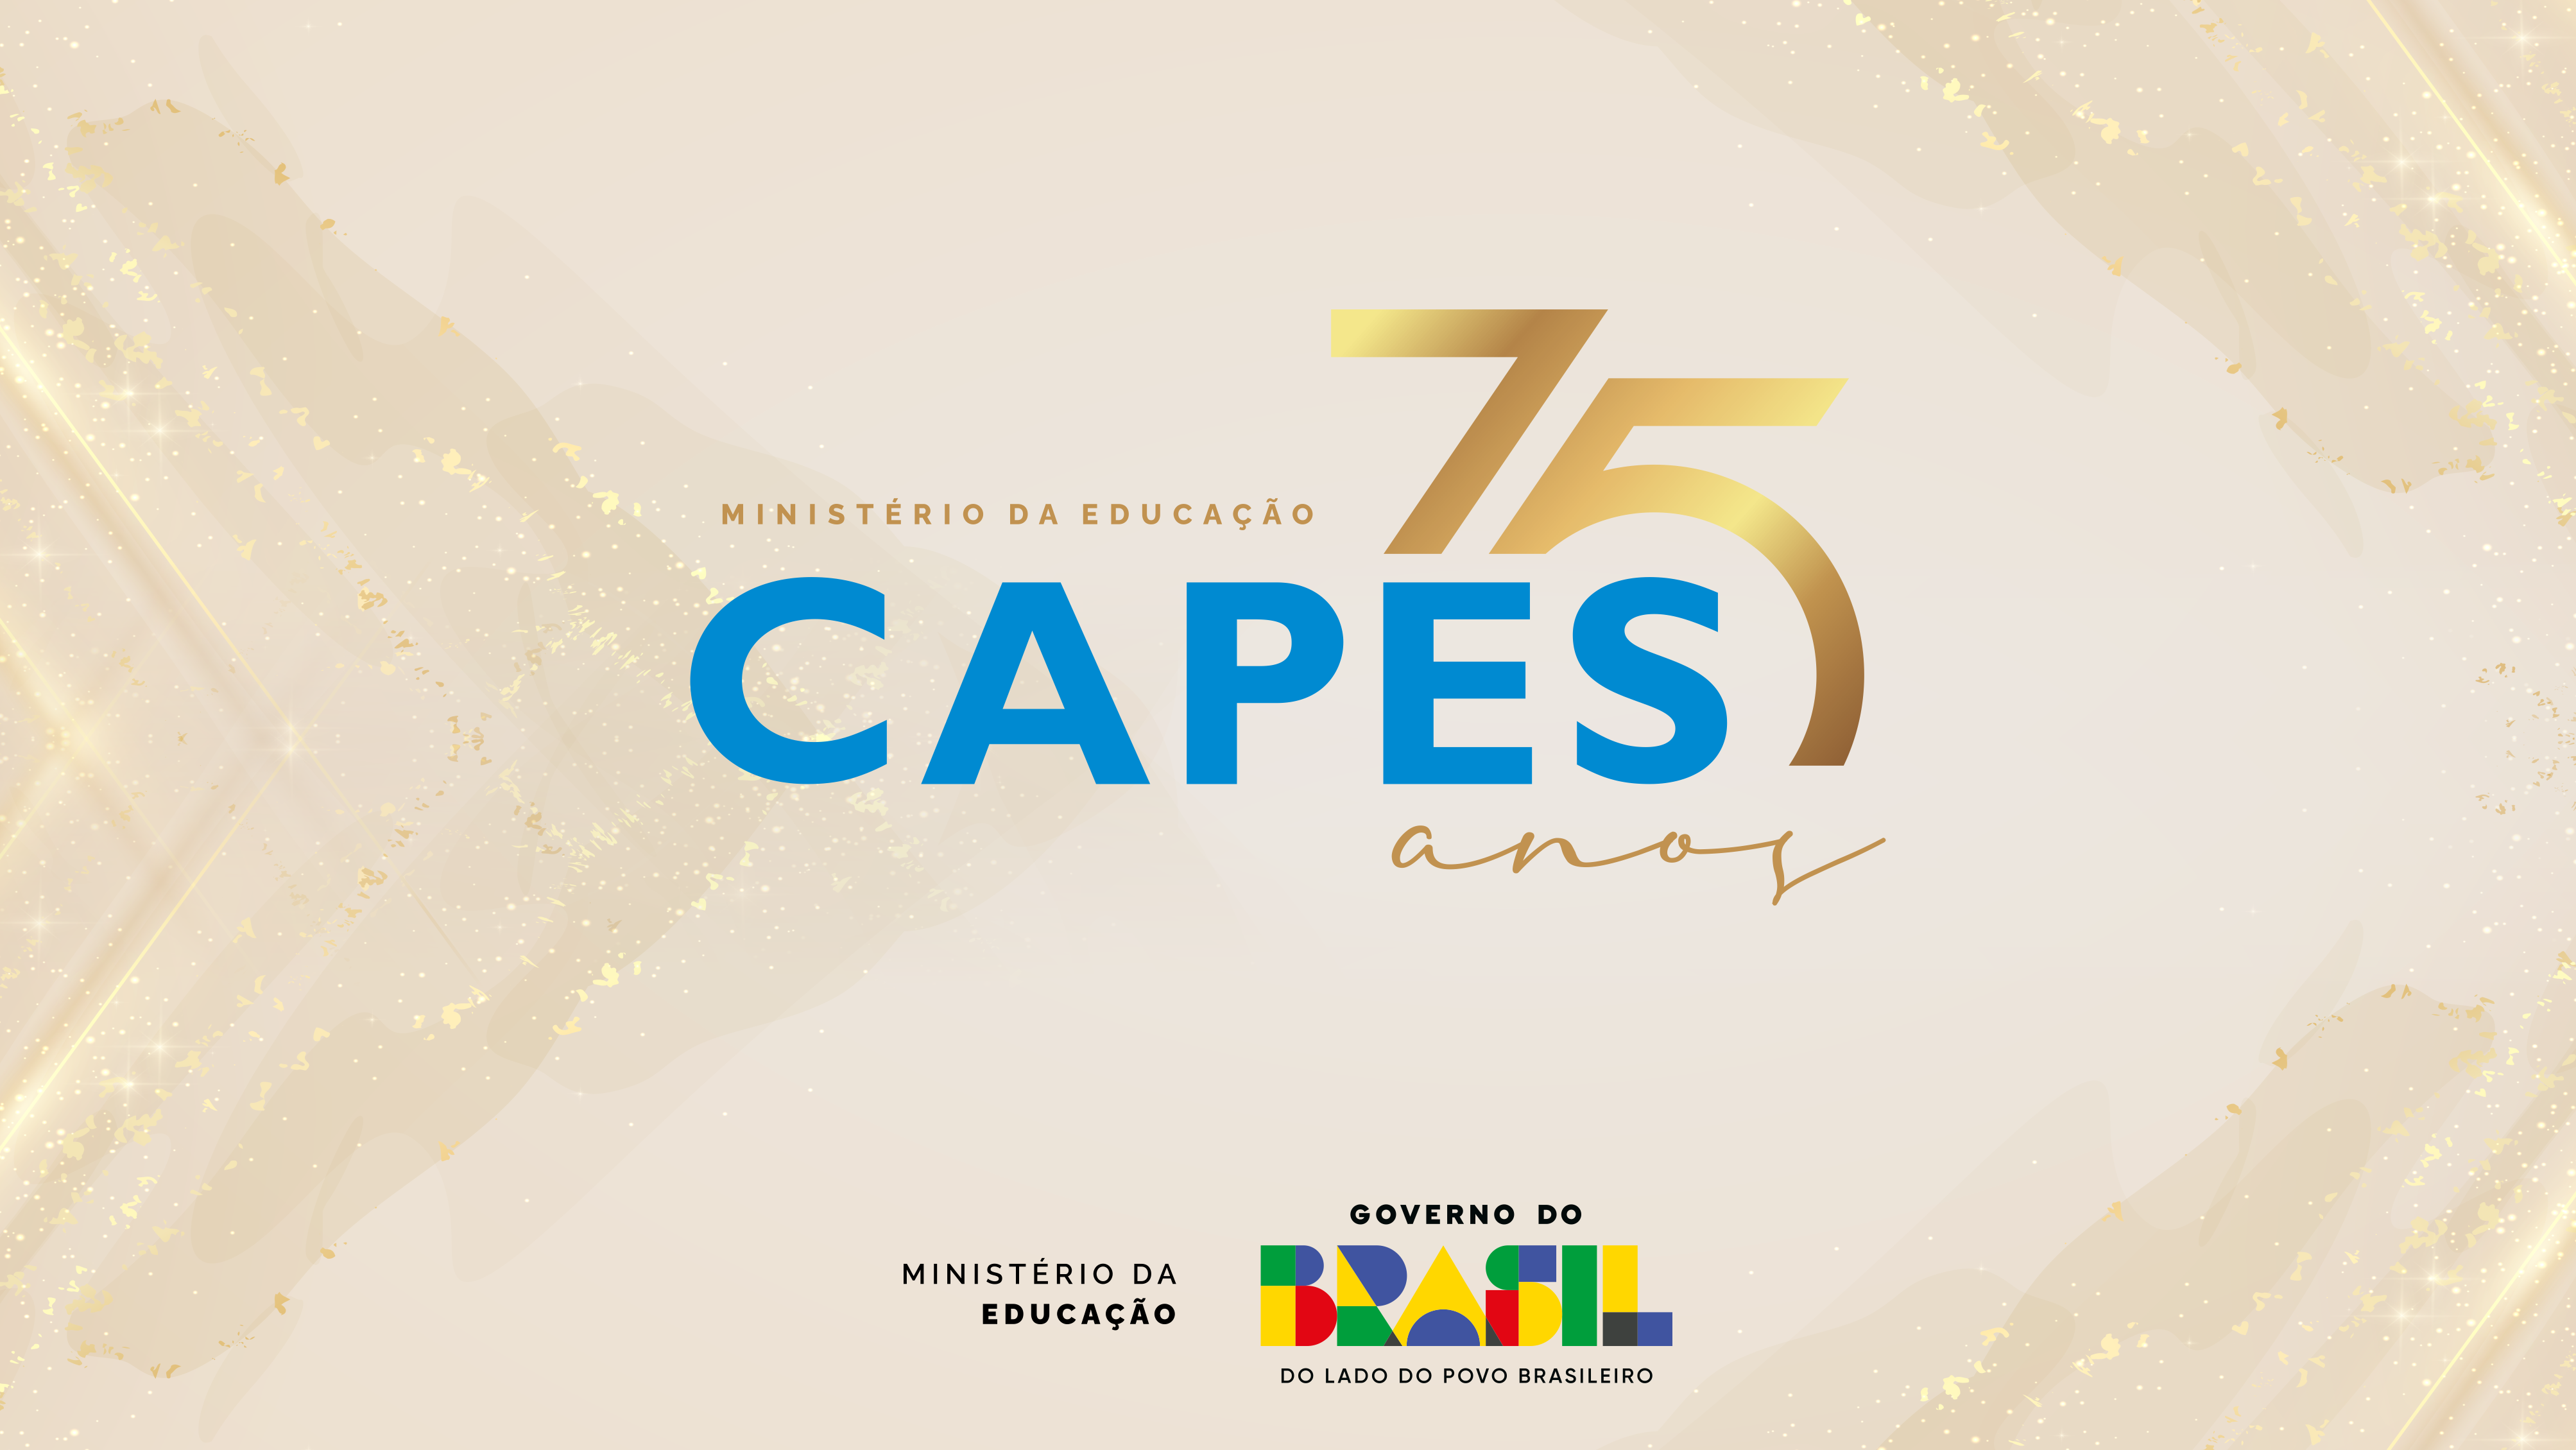 75
MINISTÉRIO DA EDUCAÇÃO
CAPES
anos
MINISTÉRIO DA
EDUCAÇÃO
GOVERNO DO
BRASIL
DO LADO DO POVO BRASILEIRO